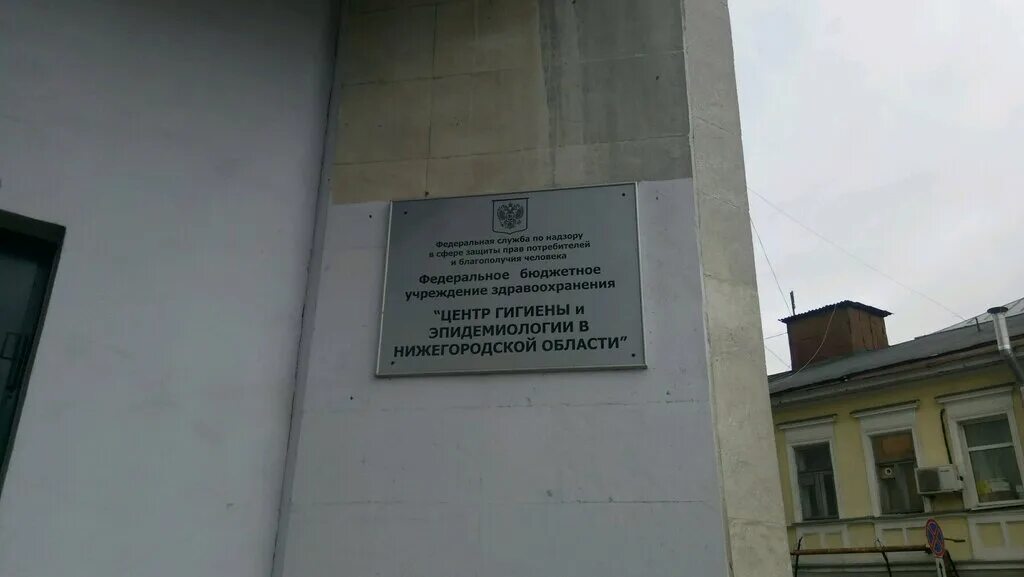 Федеральная служба по надзору
в сфере защиты прав потребителей
и благополучия человека
Федеральное бюджетное
учреждение здравоохранения
"ЦЕНТР ГИГИЕНЫ и
ЭПИДЕМИОЛОГИИ В
НИЖЕГОРОДСКОЙ ОБЛАСТИ"